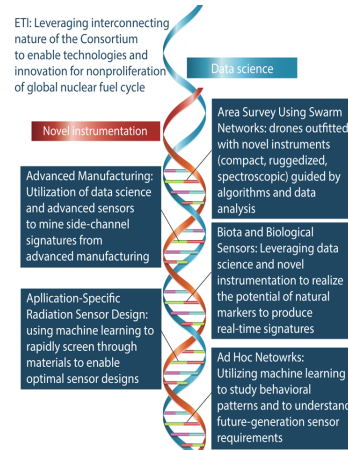 ETI: Leveraging interconnecting
nature of the Consortium
to enable technologies and
innovation for nonproliferation
of global nuclear fuel cycle
Data science
Novel instrumentation
Area Survey Using Swarm
Networks: drones outfitted
with novel instruments
(compact, ruggedized,
spectroscopic) guided by
algorithms and data
analysis
Advanced Manufacturing:
Utilization of data science
and advanced sensors
to mine side-channel
signatures from
advanced manufacturing
Biota and Biological
Sensors: Leveraging data
science and novel
instrumentation to realize
the potential of natural
markers to produce
real-time signatures
Apllication-Specific
Radiation Sensor Design:
using machine learning to
rapidly screen through
materials to enable
optimal sensor designs
Ad Hoc Netowrks:
Utilizing machine learning
to study behavioral
patterns and to understand
future-generation sensor
requirements